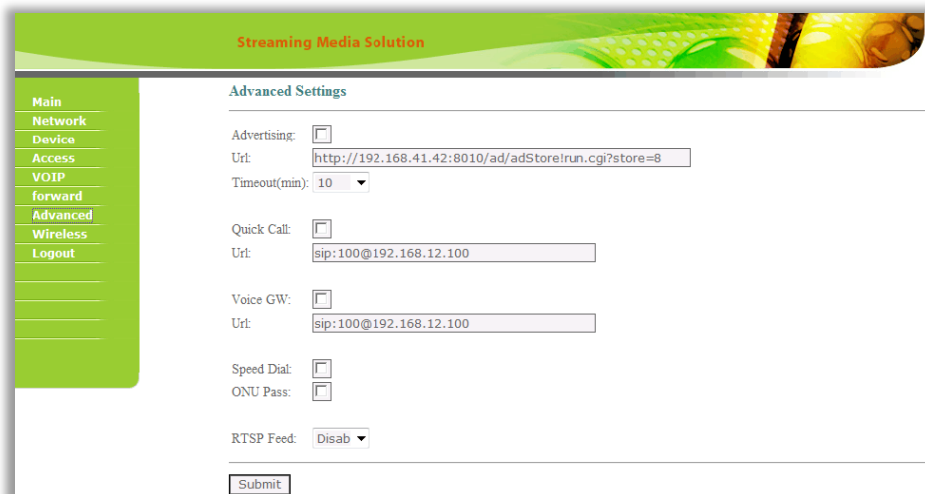 Streaming Media Solution
Main
Network
Device
Access
VOIP
forward
Advanced
Wireless
Logout
Advanced Settings
Advertising:
Url: http://192.168.41.42:8010/ad/adStore!run.cgi?store=8
Timeout(min): 10
Quick Call:
Url: sip:100@192.168.12.100
Voice GW:
Url: sip:100@192.168.12.100
Speed Dial:
ONU Pass:
RTSP Feed: Disab
Submit